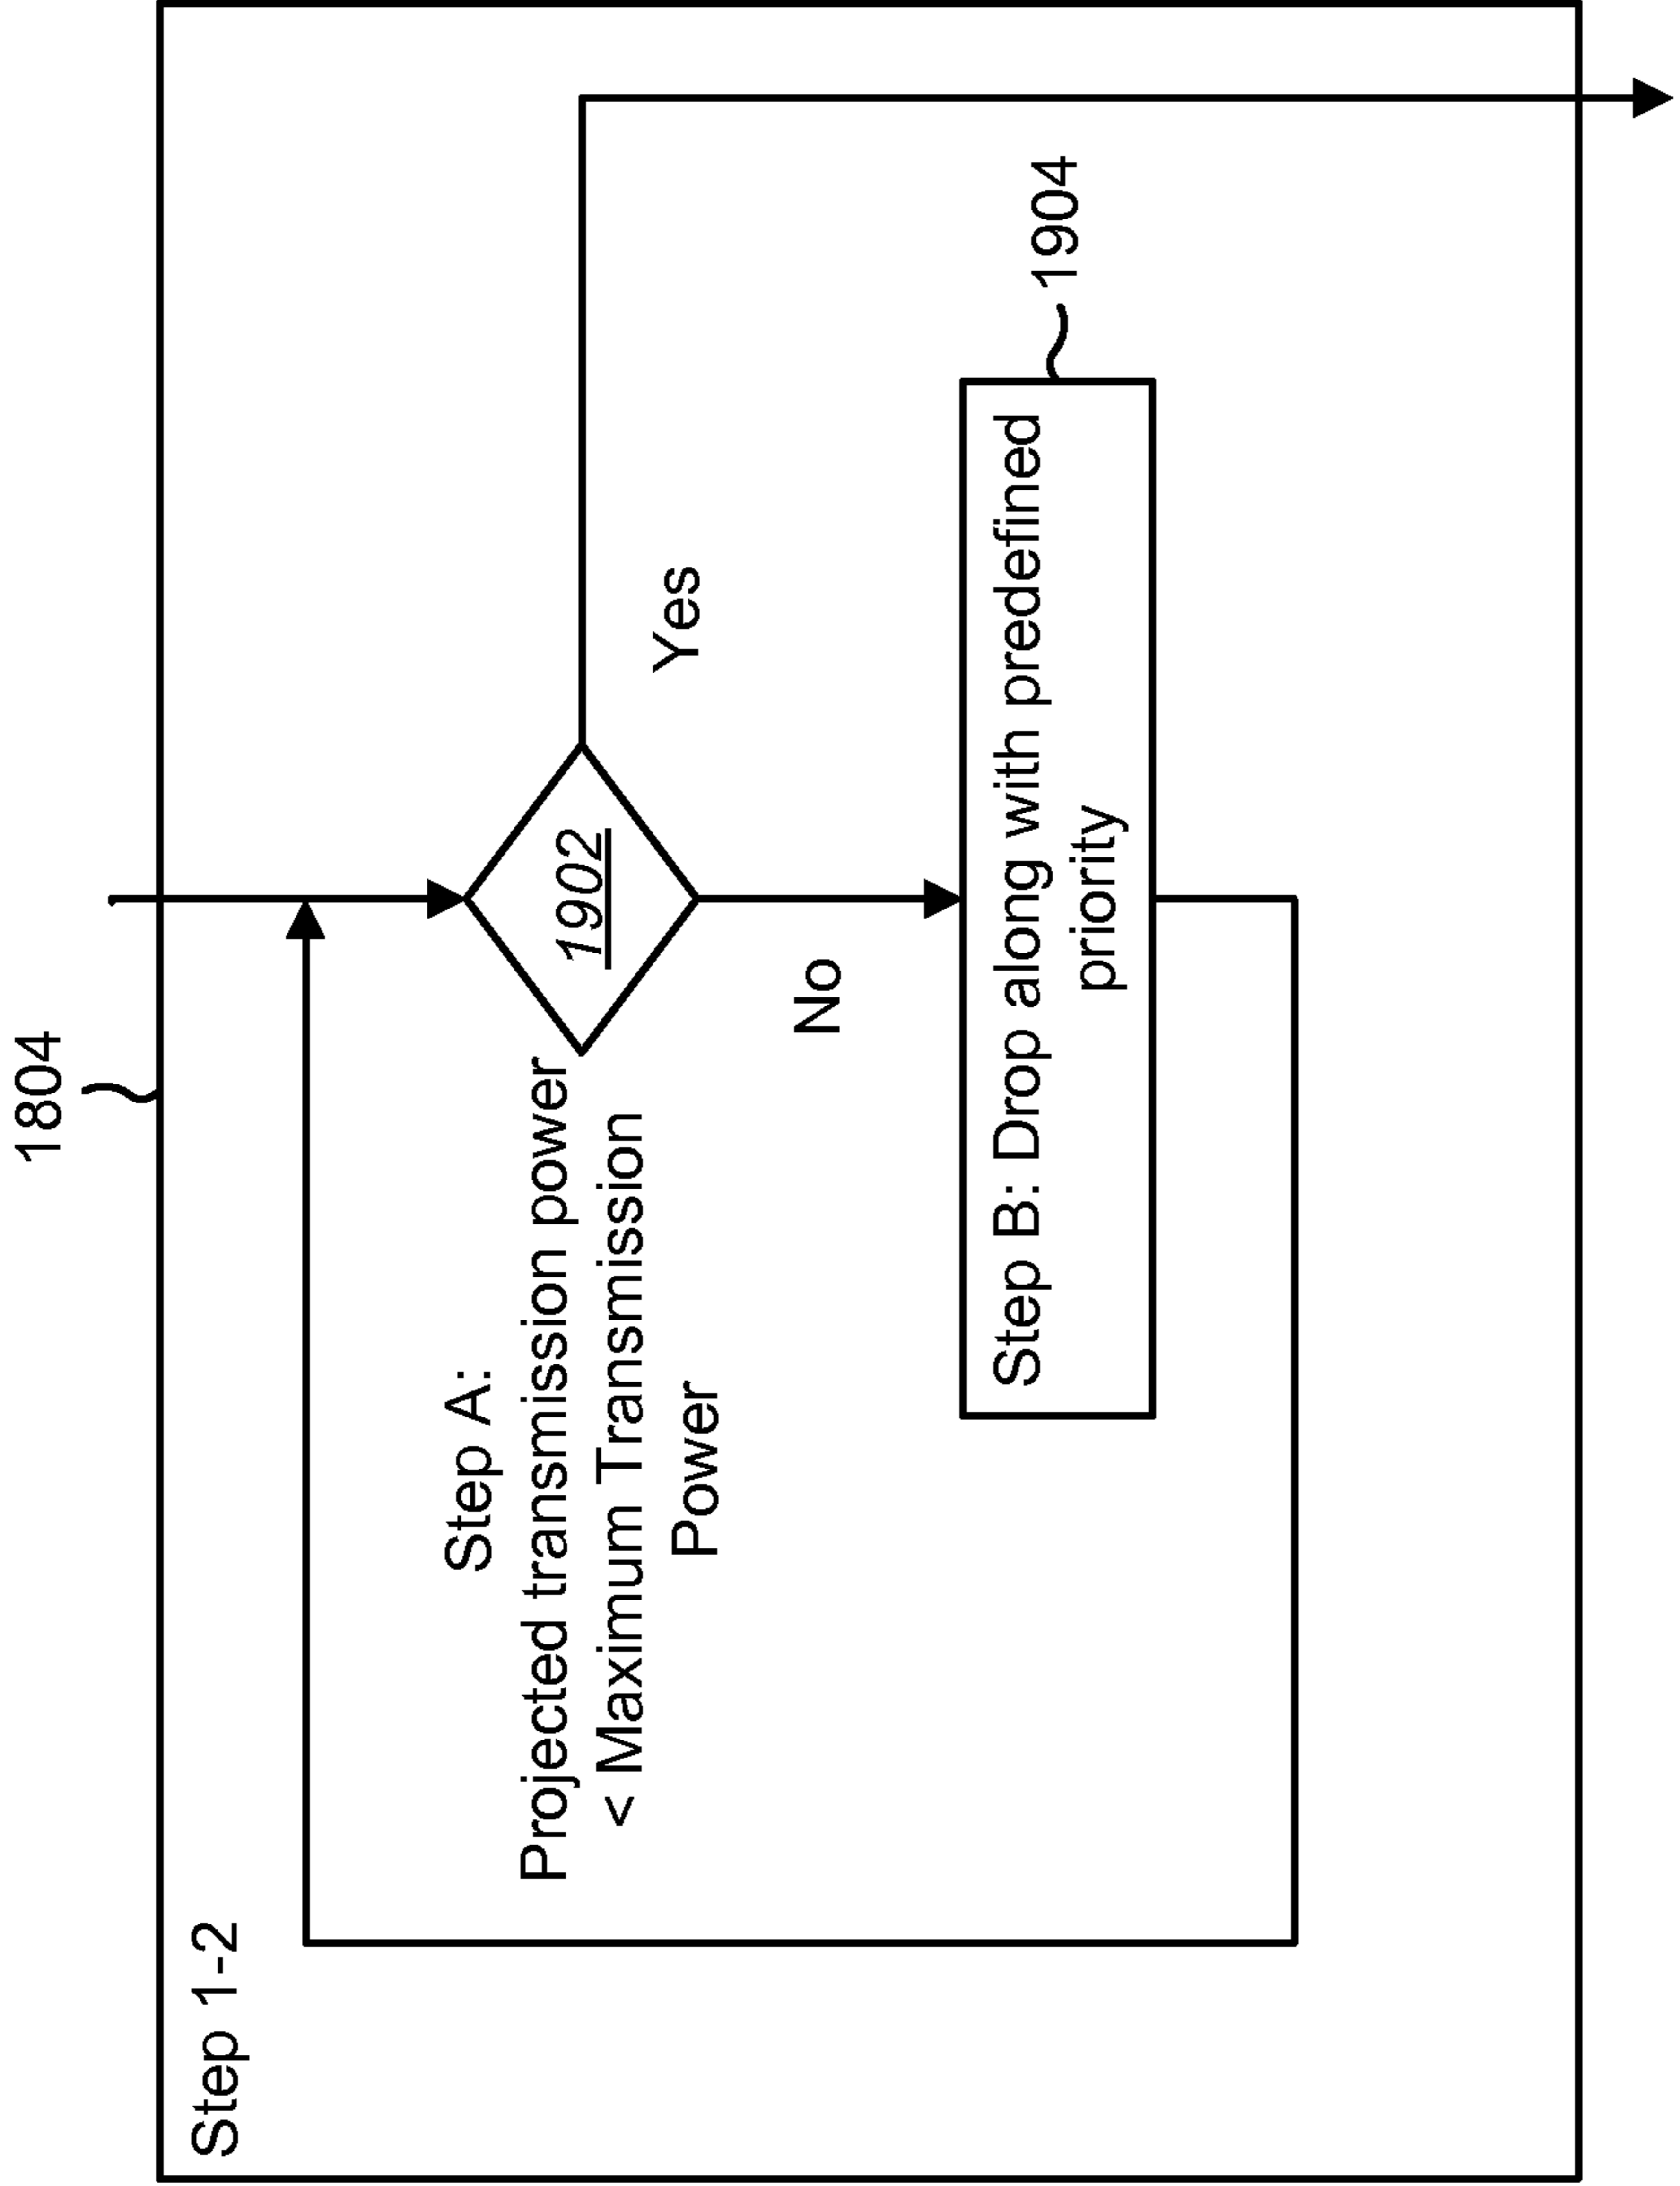 1804
Step 1-2
Step A:
Projected transmission power
< Maximum Transmission
Power
1902
Yes
No
Step B: Drop along with predefined
priority
1904